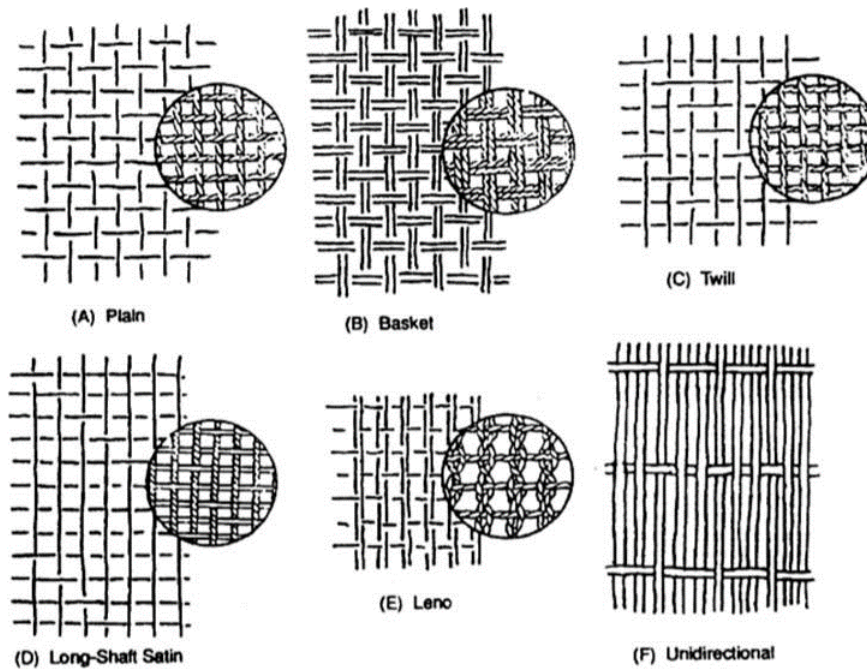 (A) Plain
(B) Basket
(C) Twill
(D) Long-Shaft Satin
(E) Leno
(F) Unidirectional